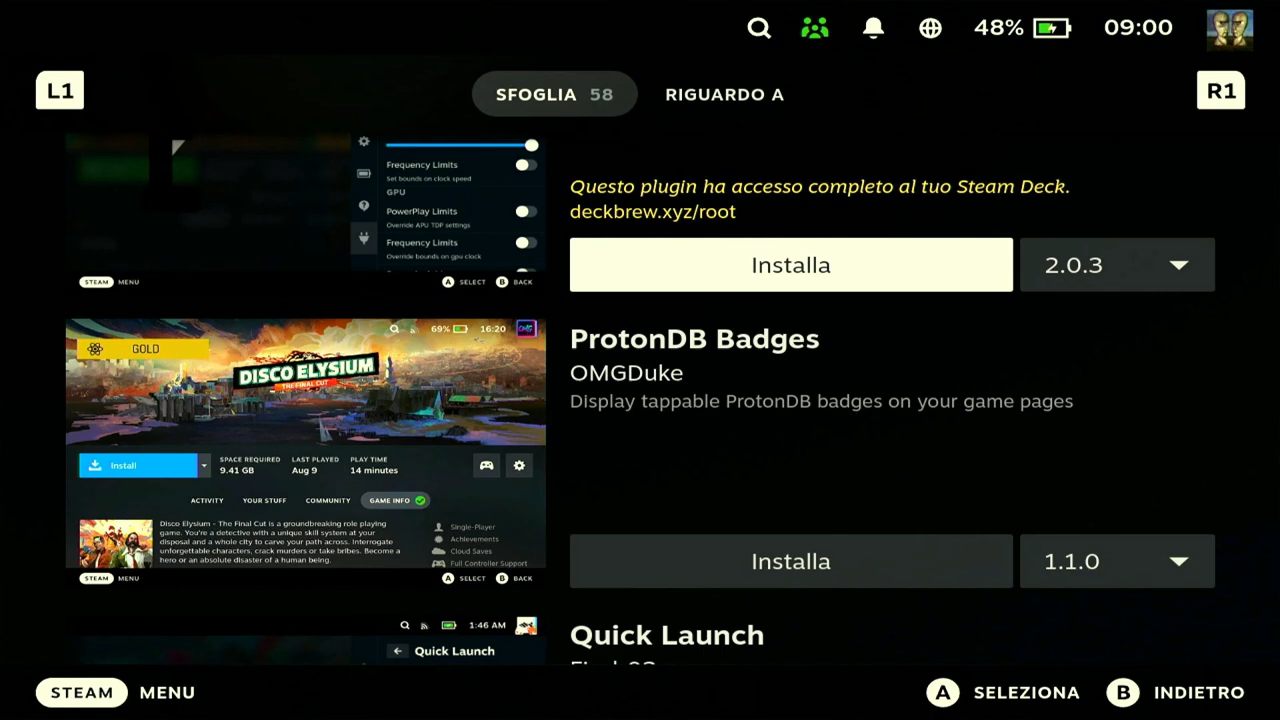 48%
09:00
L1
SFOGLIA 58
RIGUARDO A
R1
Frequency Limits
Set bounds on clock speed
GPU
PowerPlay Limits
Override APU TDP settings
Frequency Limits
Override bounds on gpu clock
STEAM MENU
A SELECT B BACK
Questo plugin ha accesso completo al tuo Steam Deck.
deckbrew.xyz/root
Installa
2.0.3
69% 16:20
GOLD
DISCO ELYSIUM
THE FINAL CUT
Install
SPACE REQUIRED
9.41 GB
LAST PLAYED
Aug 9
PLAY TIME
14 minutes
ACTIVITY YOUR STUFF COMMUNITY GAME INFO
Disco Elysium - The Final Cut is a groundbreaking role playing
game. You're a detective with a unique skill system at your
disposal and a whole city to carve your path across. Interrogate
unforgettable characters, crack murders or take bribes. Become a
hero or an absolute disaster of a human being.
Single-Player
Achievements
Cloud Saves
Full Controller Support
STEAM MENU
A SELECT B BACK
ProtonDB Badges
OMGDuke
Display tappable ProtonDB badges on your game pages
Installa
1.1.0
1:46 AM
Quick Launch
Quick Launch
STEAM MENU
A SELEZIONA B INDIETRO